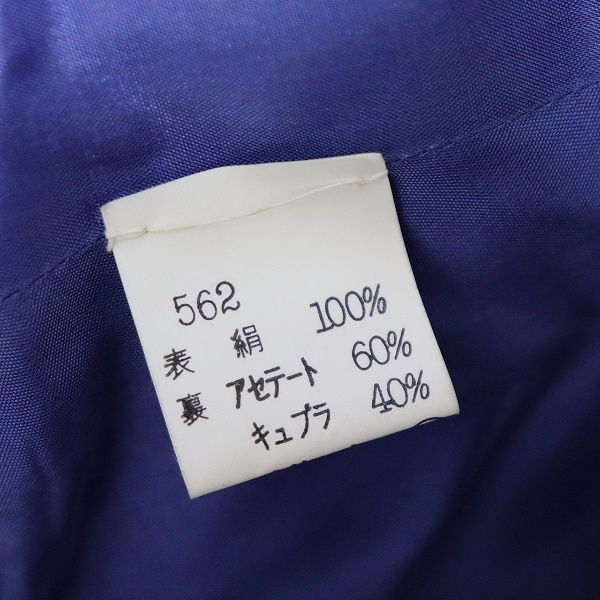 562
表 絹 100%
裏 アセテート 60%
キュプラ 40%